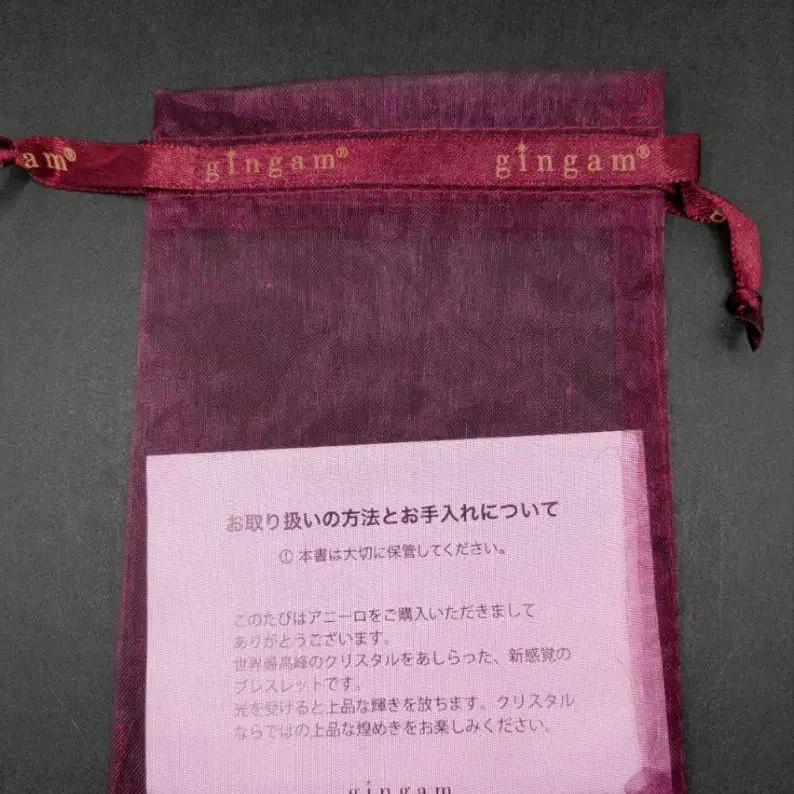 am®
gingam®
gingam®
お取り扱いの方法とお手入れについて
① 本書は大切に保管してください。
このたびはアニーロをご購入いただきまして
ありがとうございます。
世界最高峰のクリスタルをあしらった、新感覚の
ブレスレットです。
光を受けると上品な輝きを放ちます。クリスタル
ならではの上品な煌めきをお楽しみください。
gingam